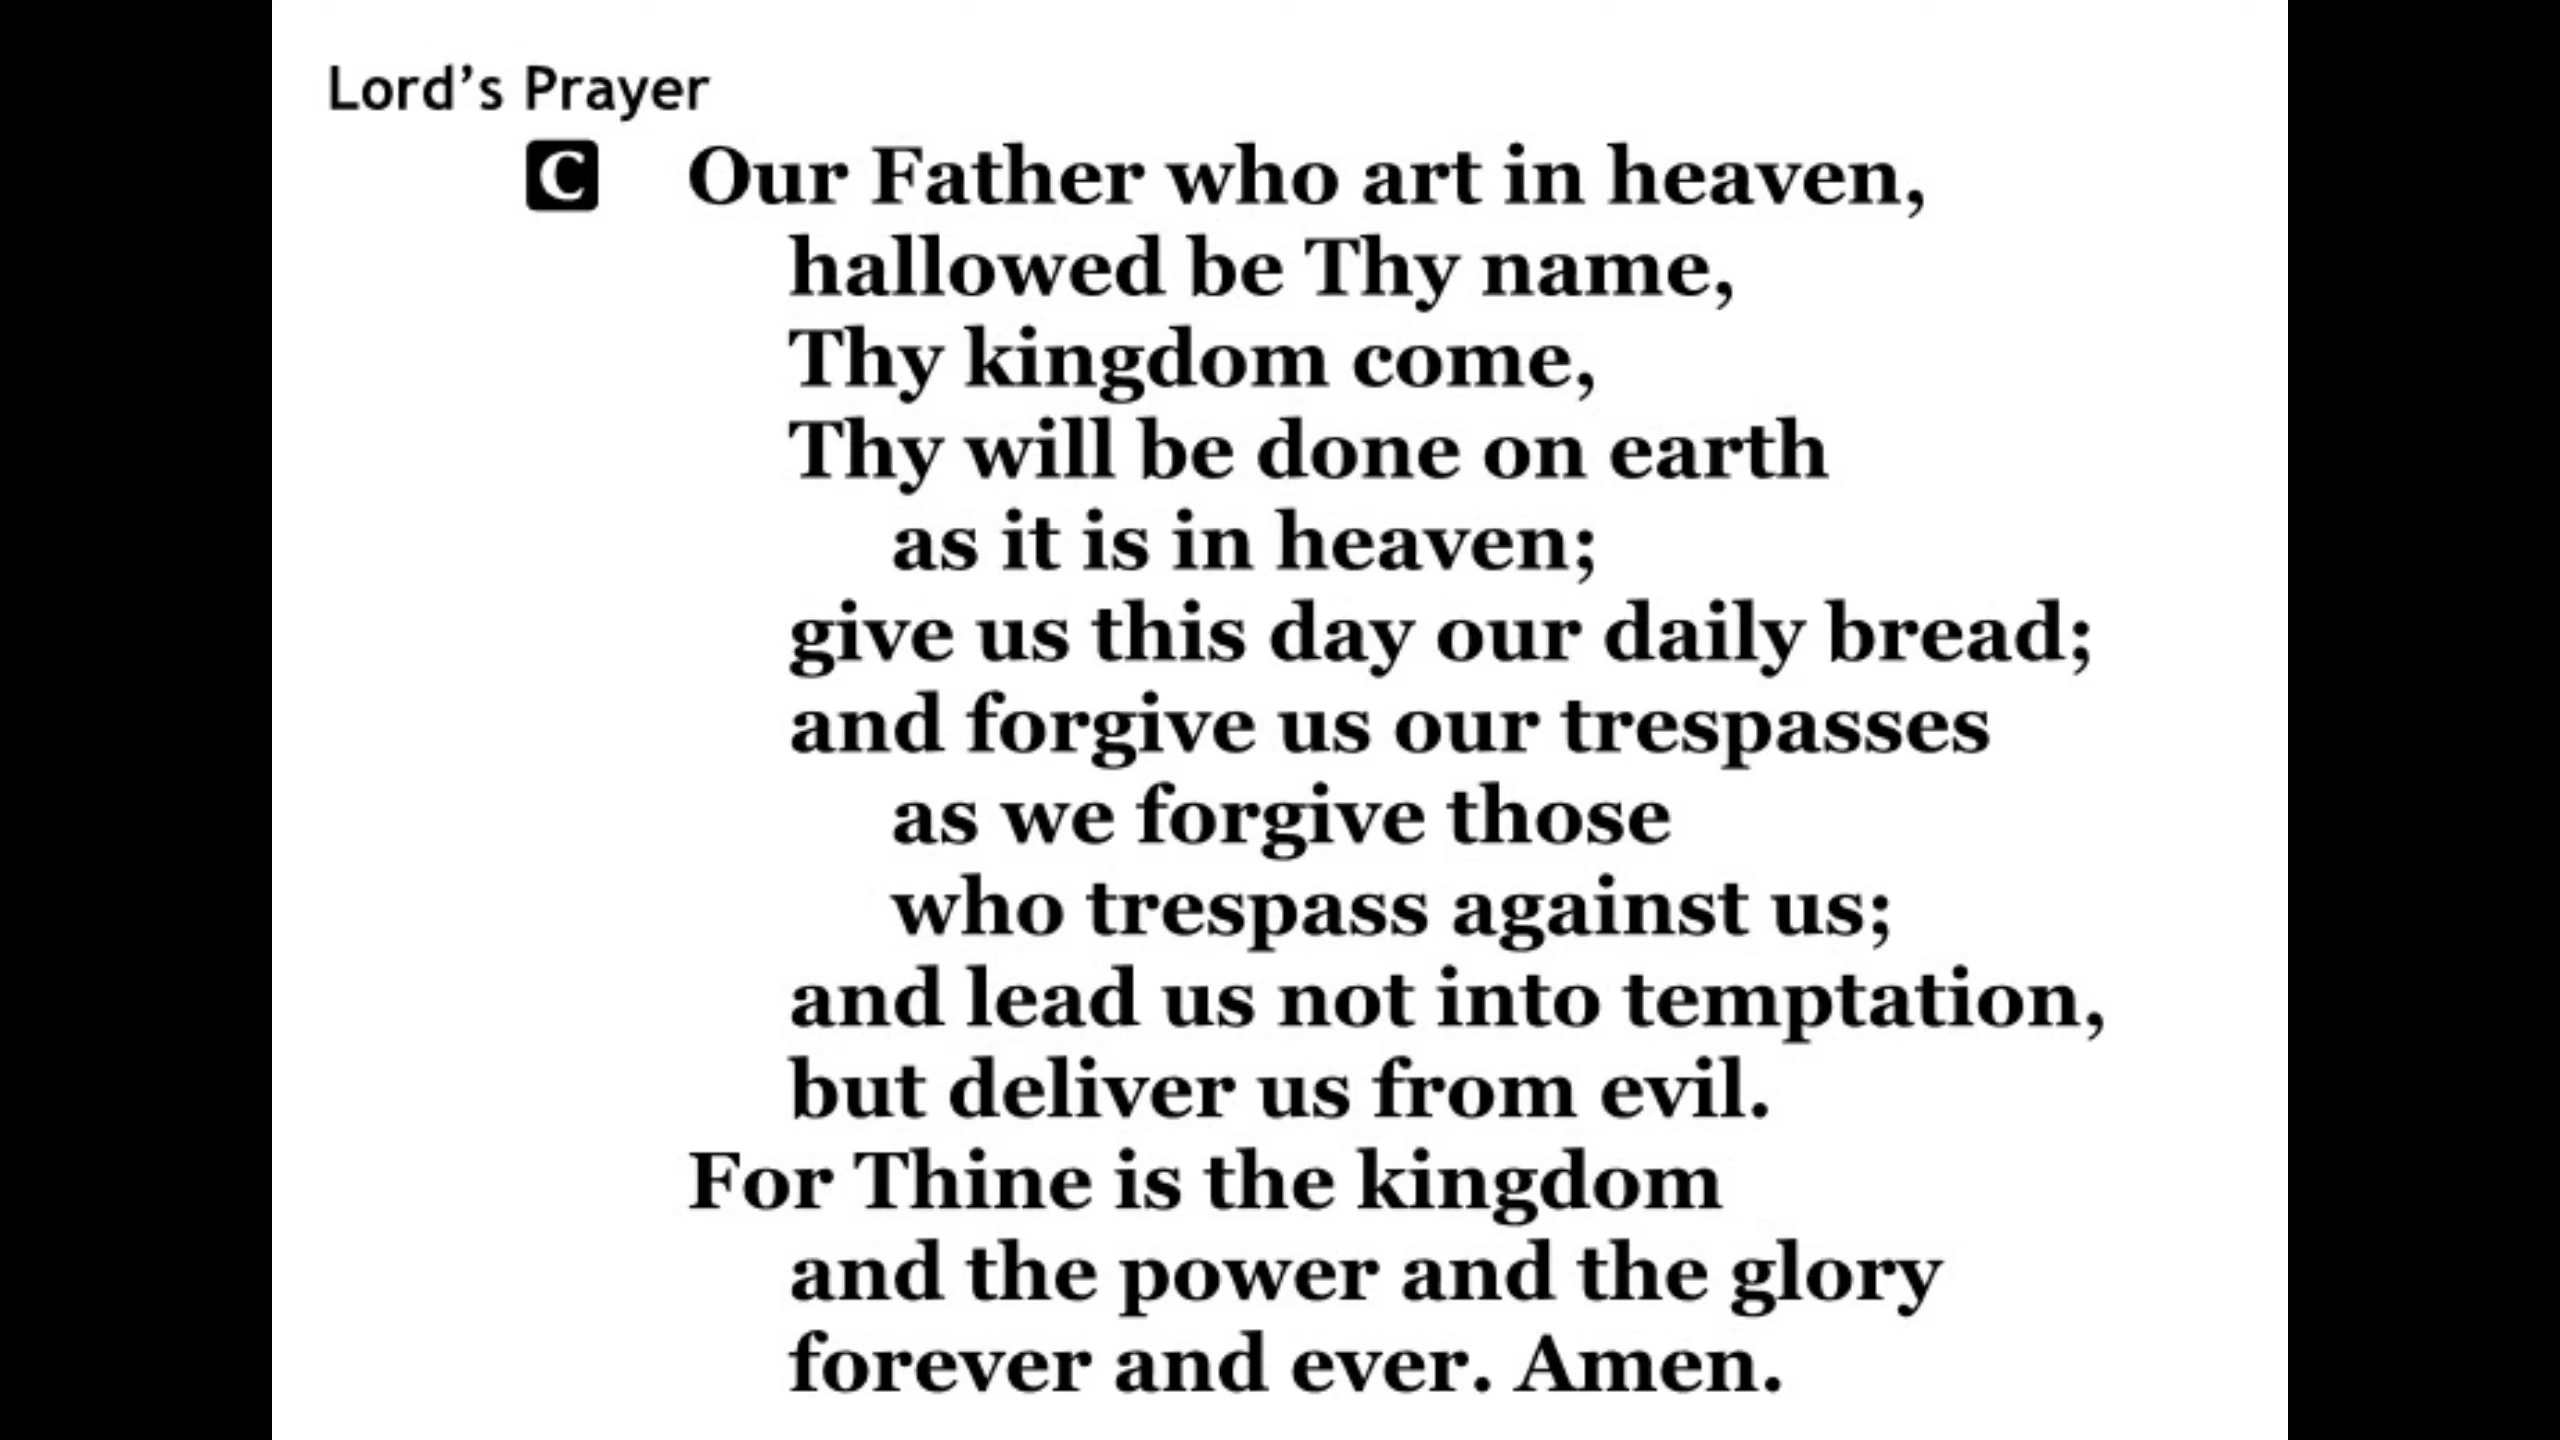 Lord’s Prayer
C Our Father who art in heaven,
hallowed be Thy name,
Thy kingdom come,
Thy will be done on earth
as it is in heaven;
give us this day our daily bread;
and forgive us our trespasses
as we forgive those
who trespass against us;
and lead us not into temptation,
but deliver us from evil.
For Thine is the kingdom
and the power and the glory
forever and ever. Amen.